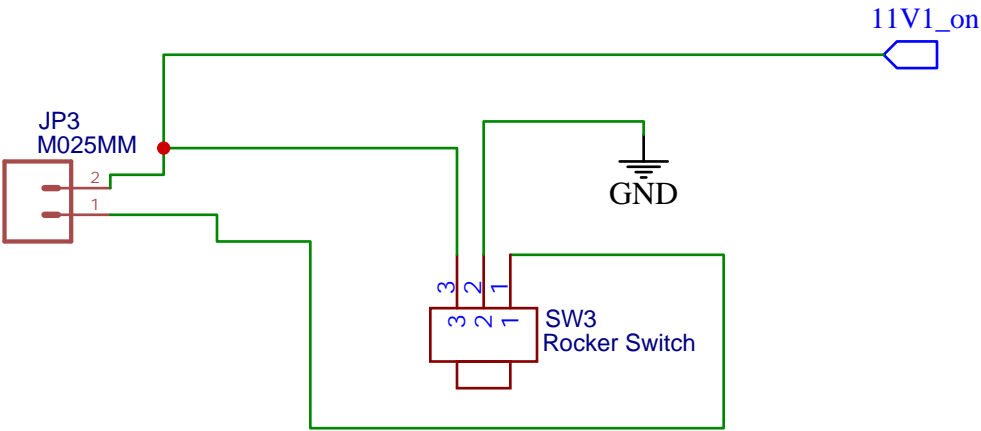 11V1_on
JP3
M025MM
2
1
GND
3 2 1
3 2 1
SW3
Rocker Switch